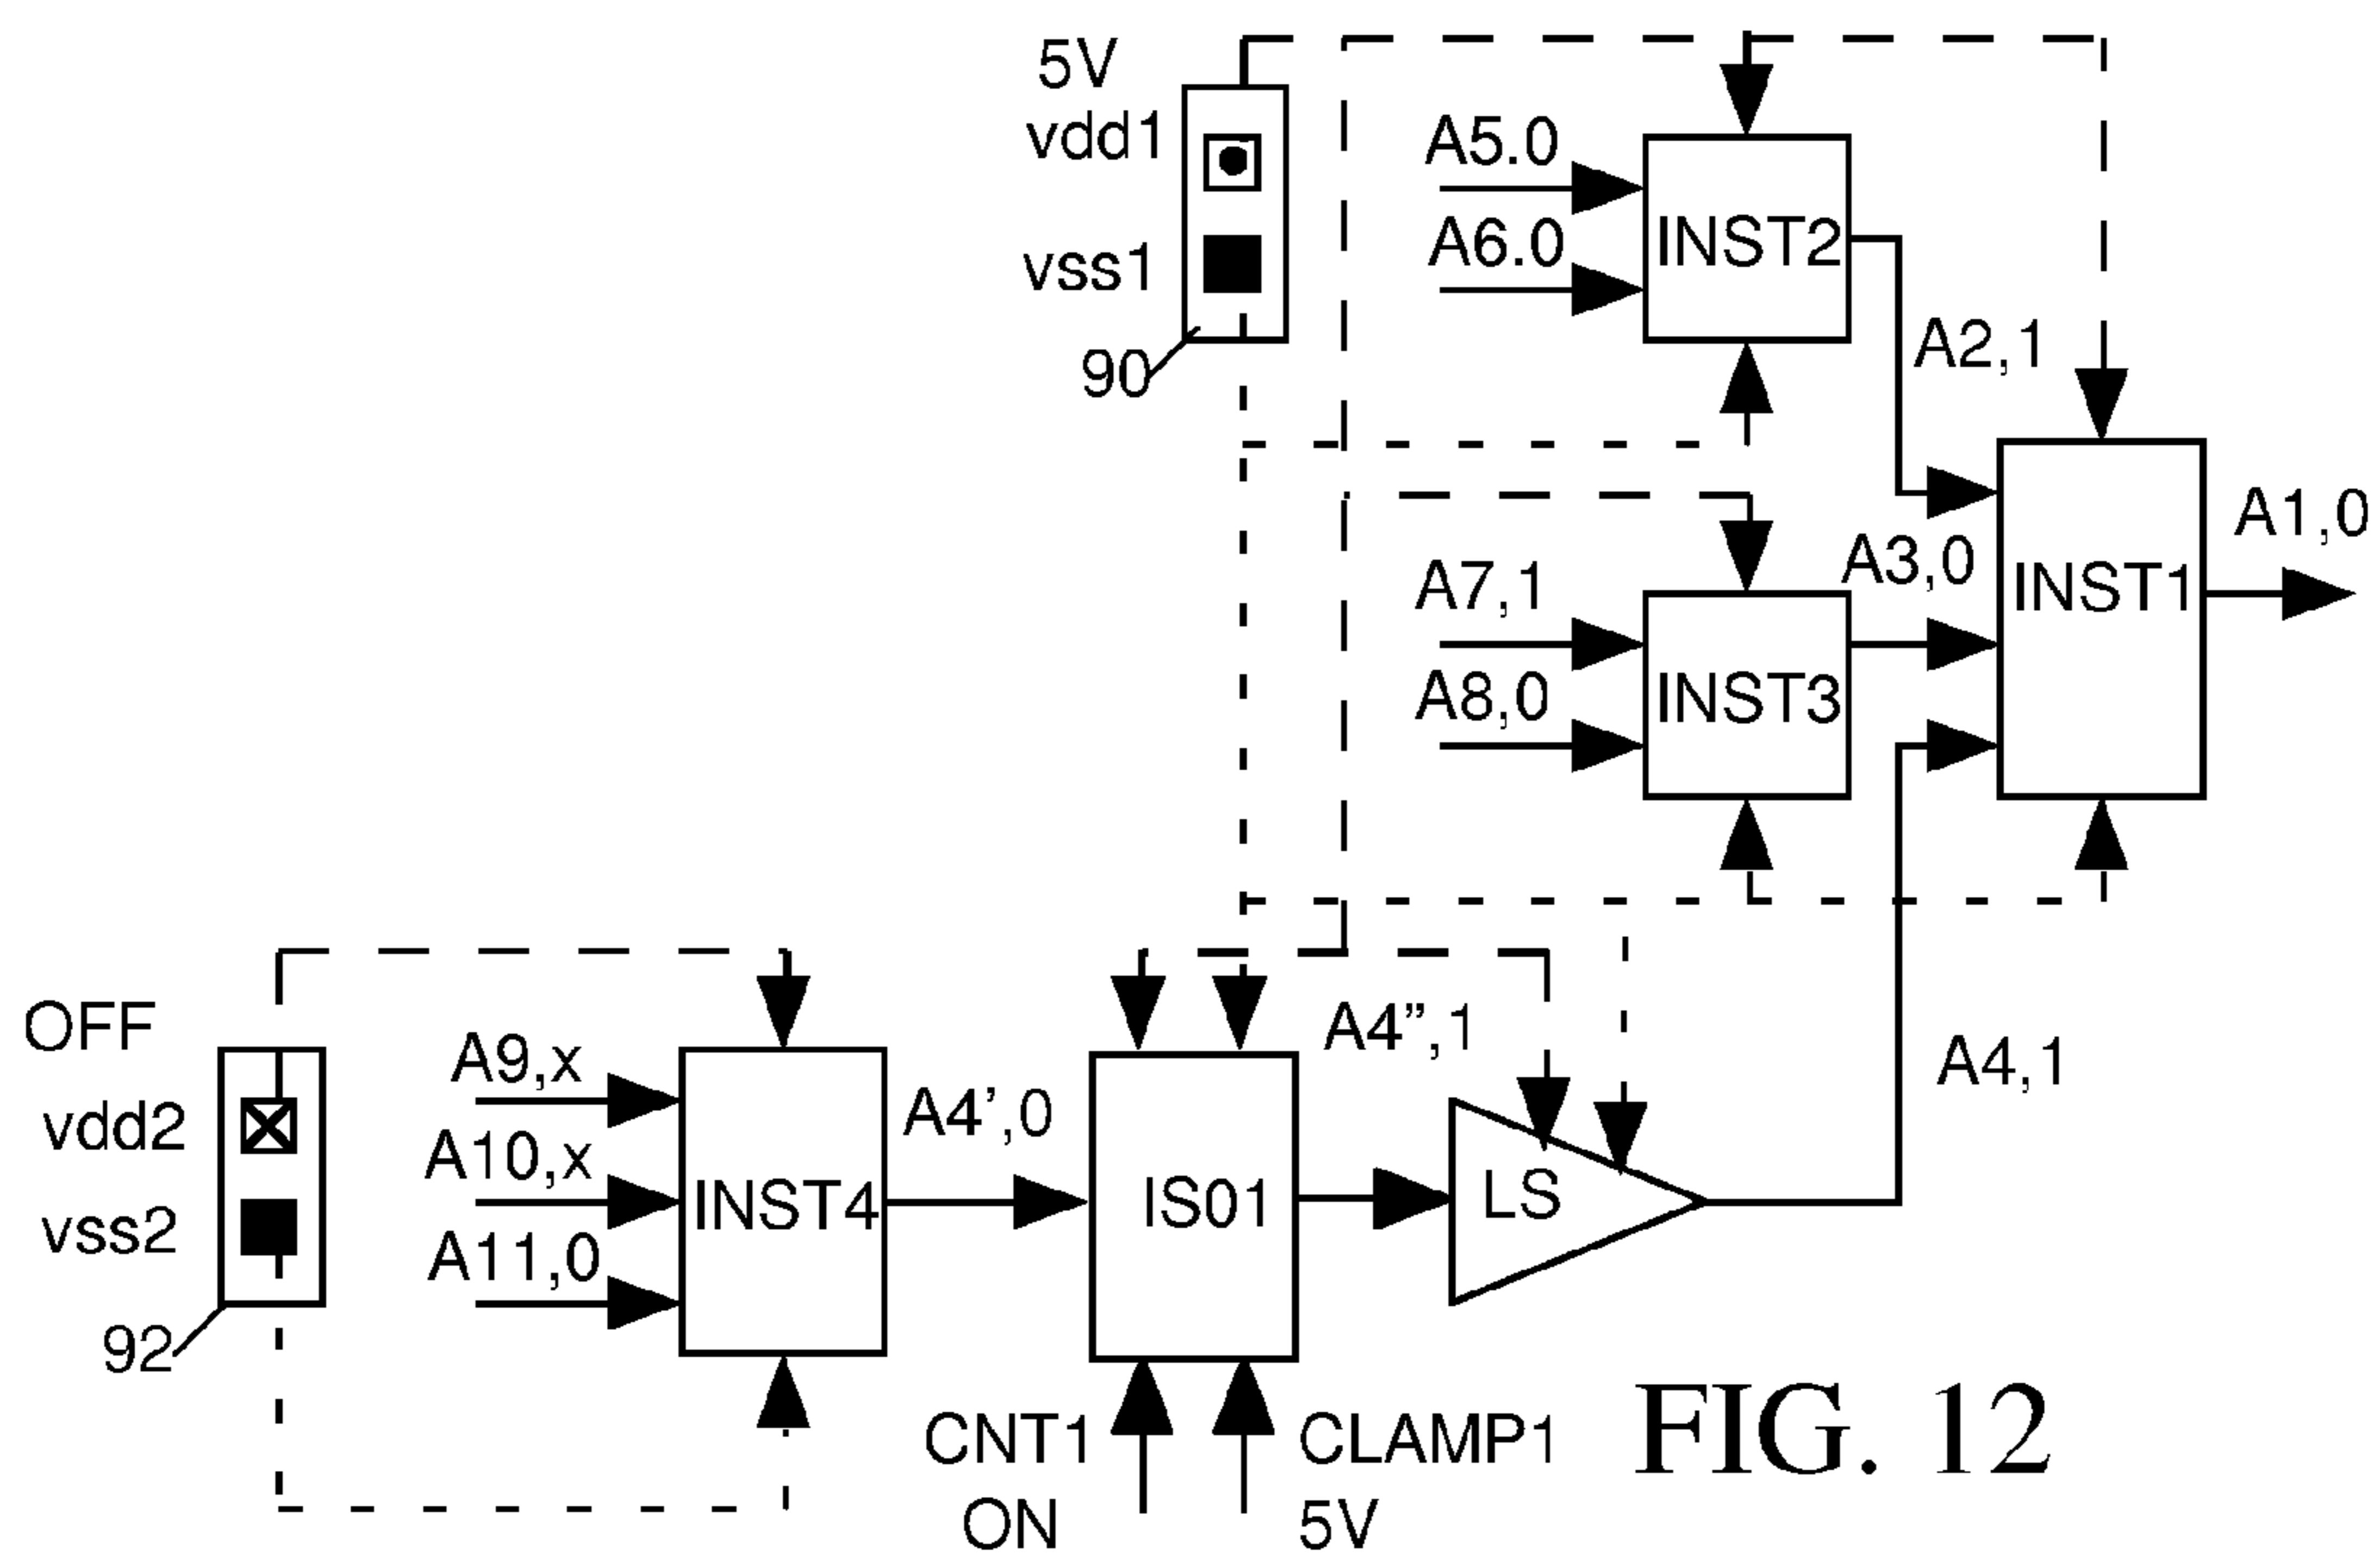 5V
vdd1
vss1
90
A5.0
A6.0
INST2
A2,1
A7,1
A8,0
INST3
A3,0
INST1
A1,0
OFF
vdd2
vss2
92
A9,x
A10,x
A11,0
INST4
A4',0
IS01
A4”,1
LS
A4,1
CNT1
ON
CLAMP1
5V
FIG. 12